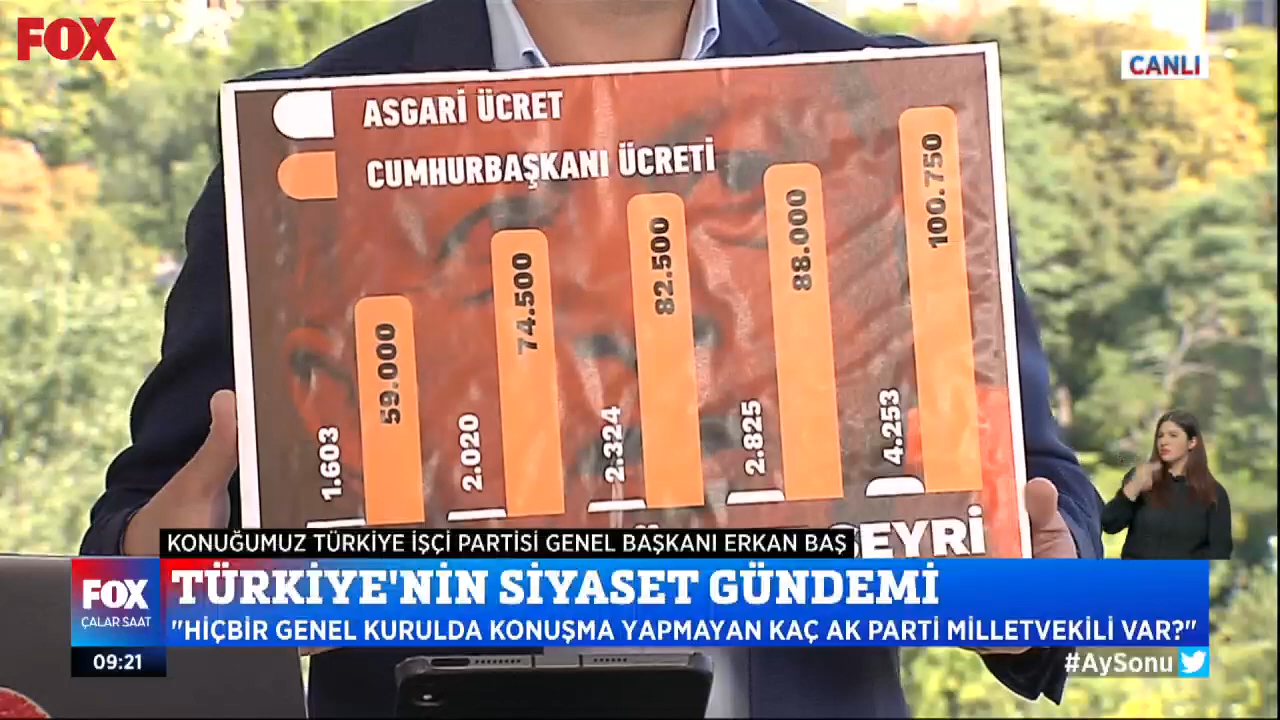 FOX
CANLI
ASGARİ ÜCRET
CUMHURBAŞKANI ÜCRETİ
1.603
59.000
2.020
74.500
2.324
82.500
2.825
88.000
4.253
100.750
SEYRİ
KONUĞUMUZ TÜRKİYE İŞÇİ PARTİSİ GENEL BAŞKANI ERKAN BAŞ
FOX
ÇALAR SAAT
TÜRKİYE'NİN SİYASET GÜNDEMİ
"HİÇBİR GENEL KURULDA KONUŞMA YAPMAYAN KAÇ AK PARTİ MİLLETVEKİLİ VAR?"
09:21
#AySonu